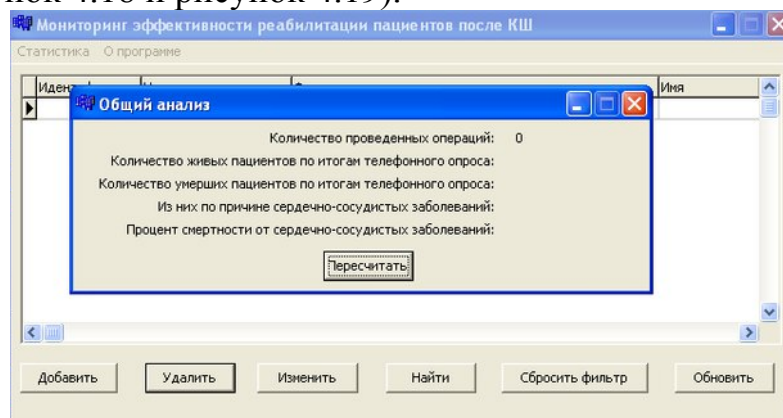 4.18 и рисунок 4.19).
Мониторинг эффективности реабилитации пациентов после КШ
Статистика О программе
Имя
Общий анализ
Количество проведенных операций: 0
Количество живых пациентов по итогам телефонного опроса:
Количество умерших пациентов по итогам телефонного опроса:
Из них по причине сердечно-сосудистых заболеваний:
Процент смертности от сердечно-сосудистых заболеваний:
Пересчитать
Добавить Удалить Изменить Найти Сбросить фильтр Обновить